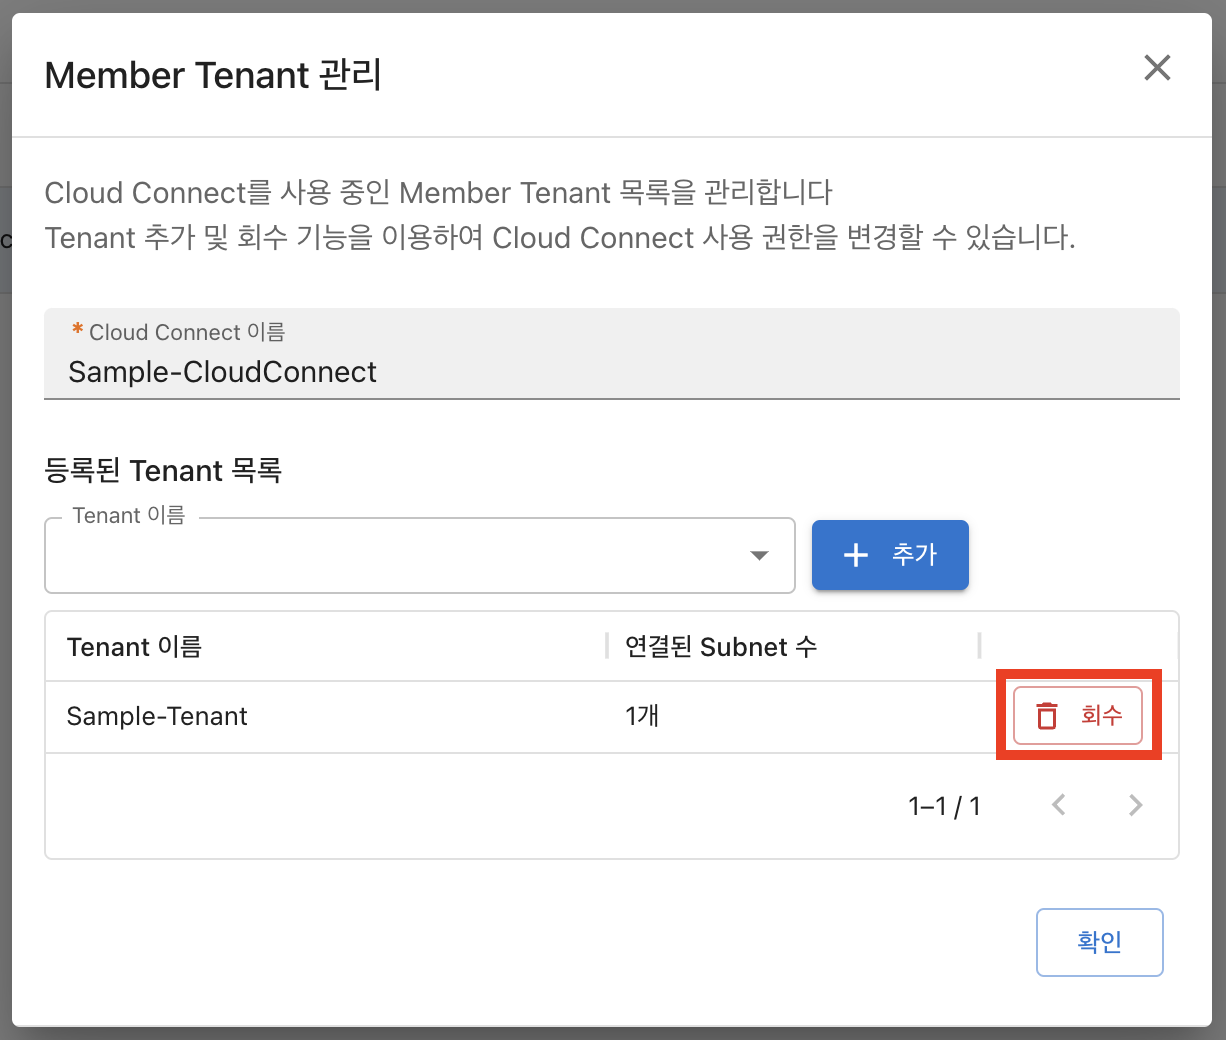 Member Tenant 관리
Cloud Connect를 사용 중인 Member Tenant 목록을 관리합니다
Tenant 추가 및 회수 기능을 이용하여 Cloud Connect 사용 권한을 변경할 수 있습니다.
* Cloud Connect 이름
Sample-CloudConnect
등록된 Tenant 목록
Tenant 이름
+ 추가
Tenant 이름 연결된 Subnet 수
Sample-Tenant 1개 회수
1–1 / 1
확인